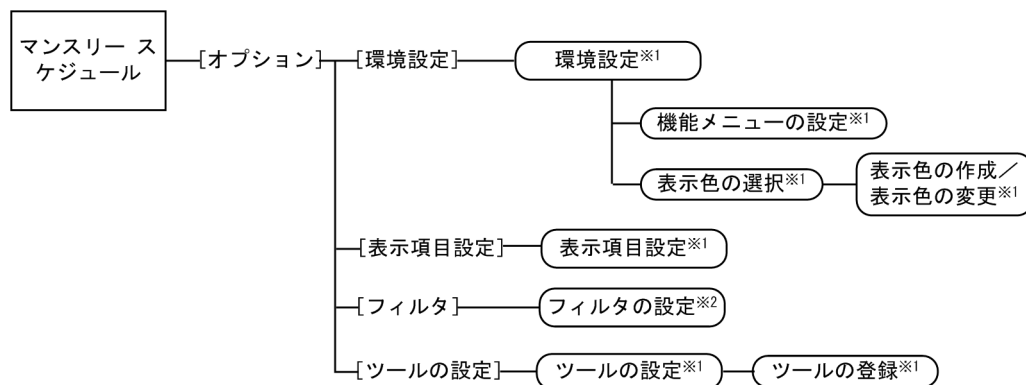 マンスリー ス
ケジュール
[オプション]
[環境設定]
環境設定※1
機能メニューの設定※1
表示色の選択※1
表示色の作成／
表示色の変更※1
[表示項目設定]
表示項目設定※1
[フィルタ]
フィルタの設定※2
[ツールの設定]
ツールの設定※1
ツールの登録※1